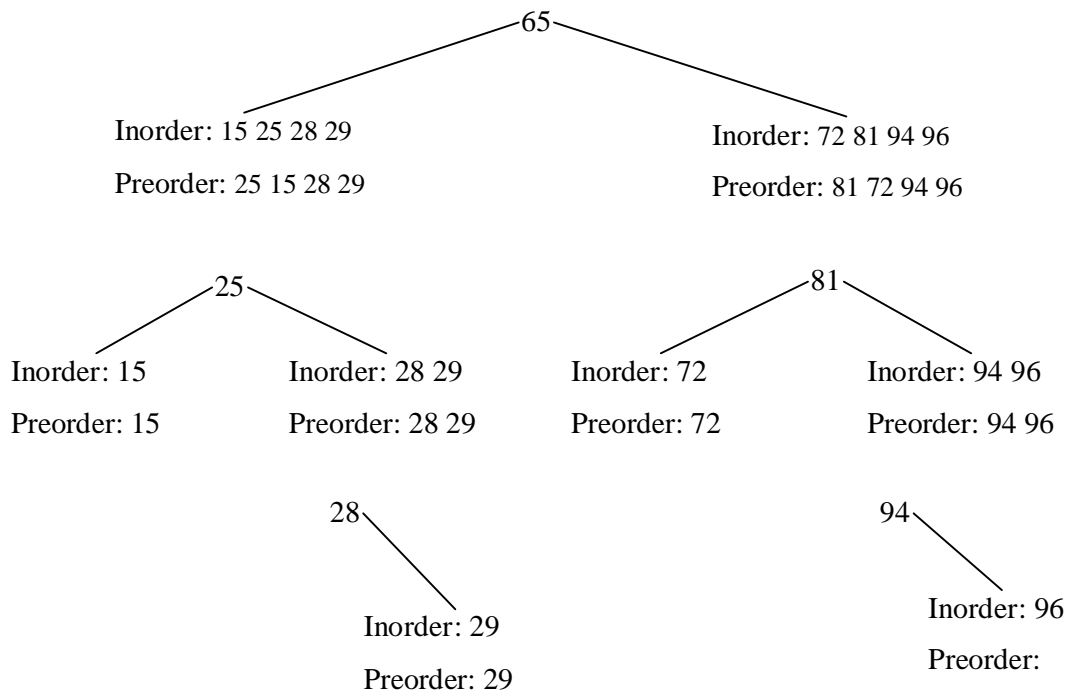 65
Inorder: 15 25 28 29
Preorder: 25 15 28 29
Inorder: 72 81 94 96
Preorder: 81 72 94 96
25
81
Inorder: 15
Preorder: 15
Inorder: 28 29
Preorder: 28 29
Inorder: 72
Preorder: 72
Inorder: 94 96
Preorder: 94 96
28
94
Inorder: 29
Preorder: 29
Inorder: 96
Preorder: